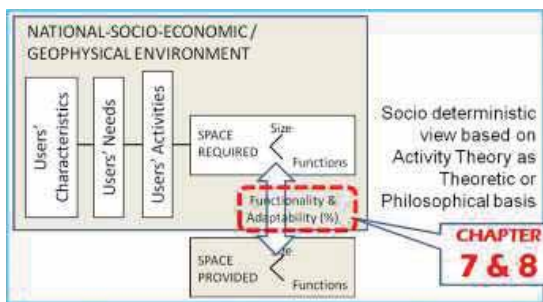 NATIONAL-SOCIO-ECONOMIC /
GEOPHYSICAL ENVIRONMENT
Users'
Characteristics
Users' Needs
Users' Activities
SPACE
REQUIRED
Size
Functions
Functionality &
Adaptability (%)
SPACE
PROVIDED
Size
Functions
Socio deterministic
view based on
Activity Theory as
Theoretic or
Philosophical basis
CHAPTER
7 & 8